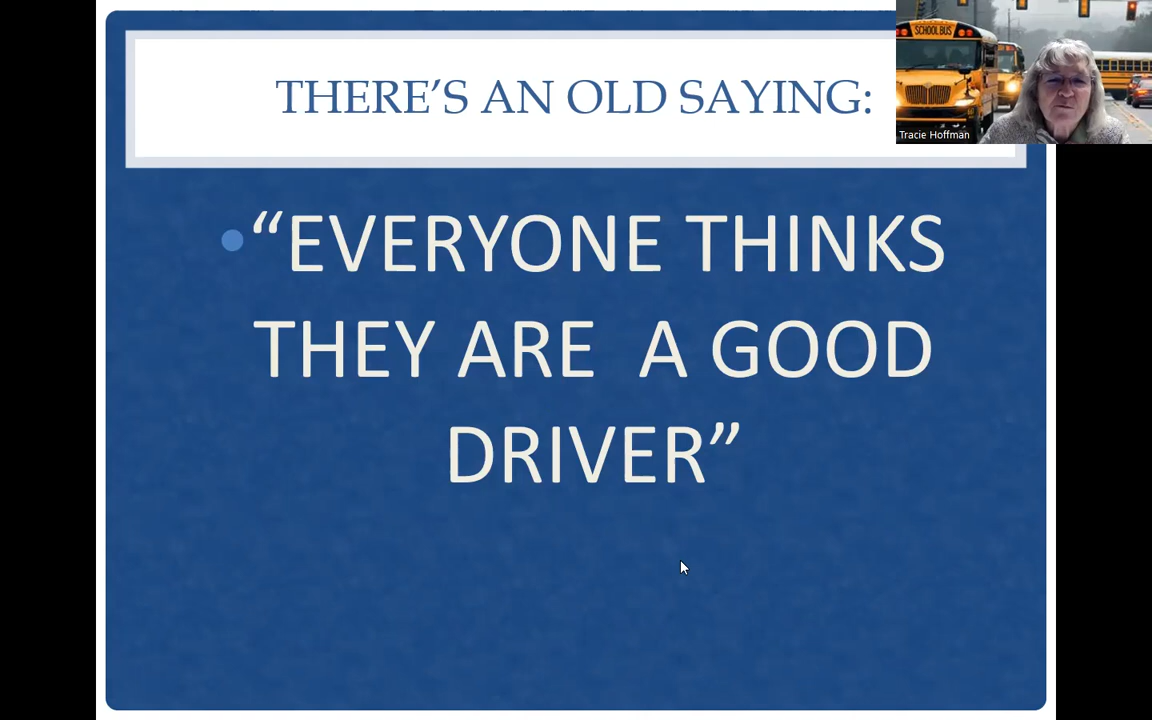 THERE'S AN OLD SAYING:
SCHOOL BUS
Tracie Hoffman
• “EVERYONE THINKS
THEY ARE A GOOD
DRIVER”